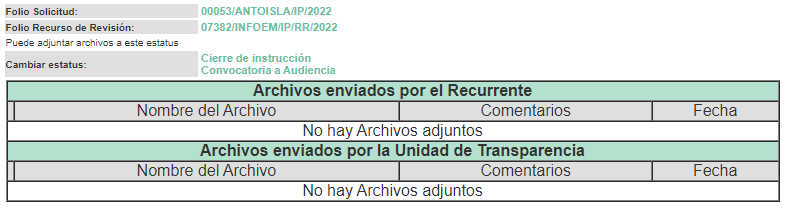 Folio Solicitud: 00053/ANTOISLA/IP/2022
Folio Recurso de Revisión: 07382/INFOEM/IP/RR/2022
Puede adjuntar archivos a este estatus
Cambiar estatus: Cierre de instrucción
Convocatoria a Audiencia
Archivos enviados por el Recurrente
Nombre del Archivo Comentarios Fecha
No hay Archivos adjuntos
Archivos enviados por la Unidad de Transparencia
Nombre del Archivo Comentarios Fecha
No hay Archivos adjuntos